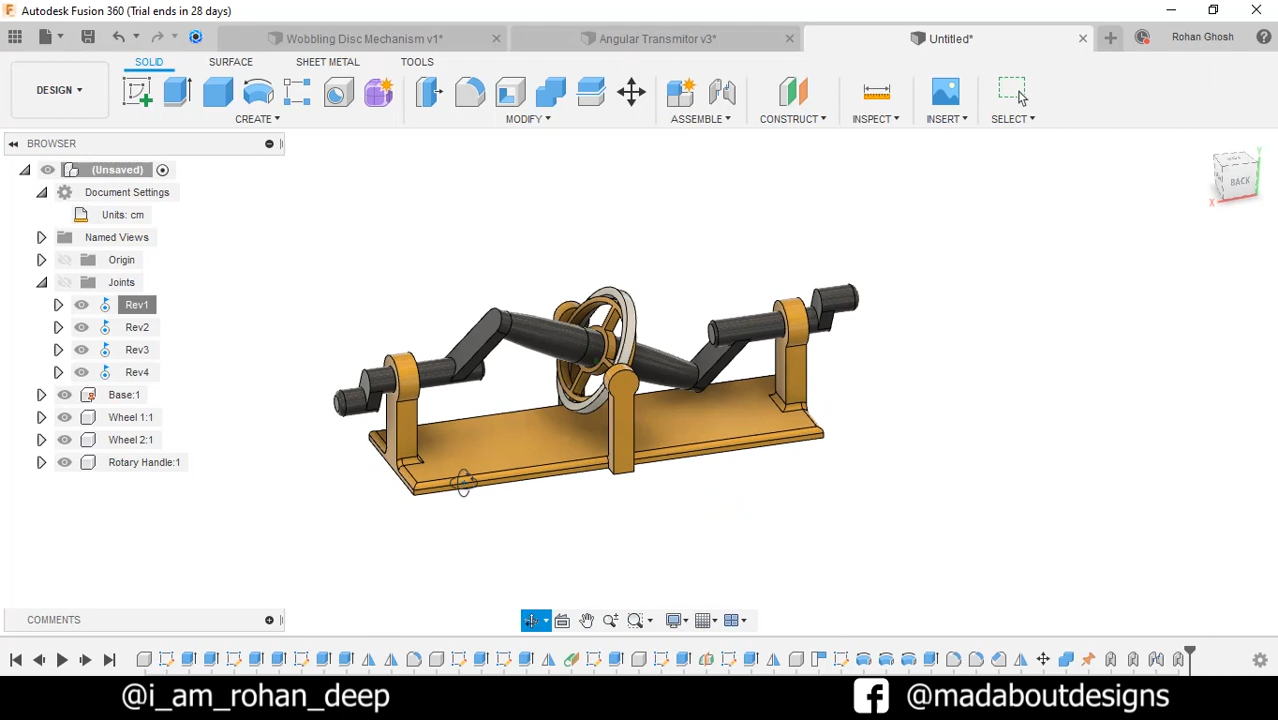 Autodesk Fusion 360 (Trial ends in 28 days)
Wobbling Disc Mechanism v1*
Angular Transmitor v3*
Untitled*
Rohan Ghosh
SOLID
SURFACE
SHEET METAL
TOOLS
DESIGN
CREATE
MODIFY
ASSEMBLE
CONSTRUCT
INSPECT
INSERT
SELECT
BROWSER
(Unsaved)
Document Settings
Units: cm
Named Views
Origin
Joints
Rev1
Rev2
Rev3
Rev4
Base:1
Wheel 1:1
Wheel 2:1
Rotary Handle:1
Y
BACK
X
COMMENTS
@i_am_rohan_deep
@madaboutdesigns